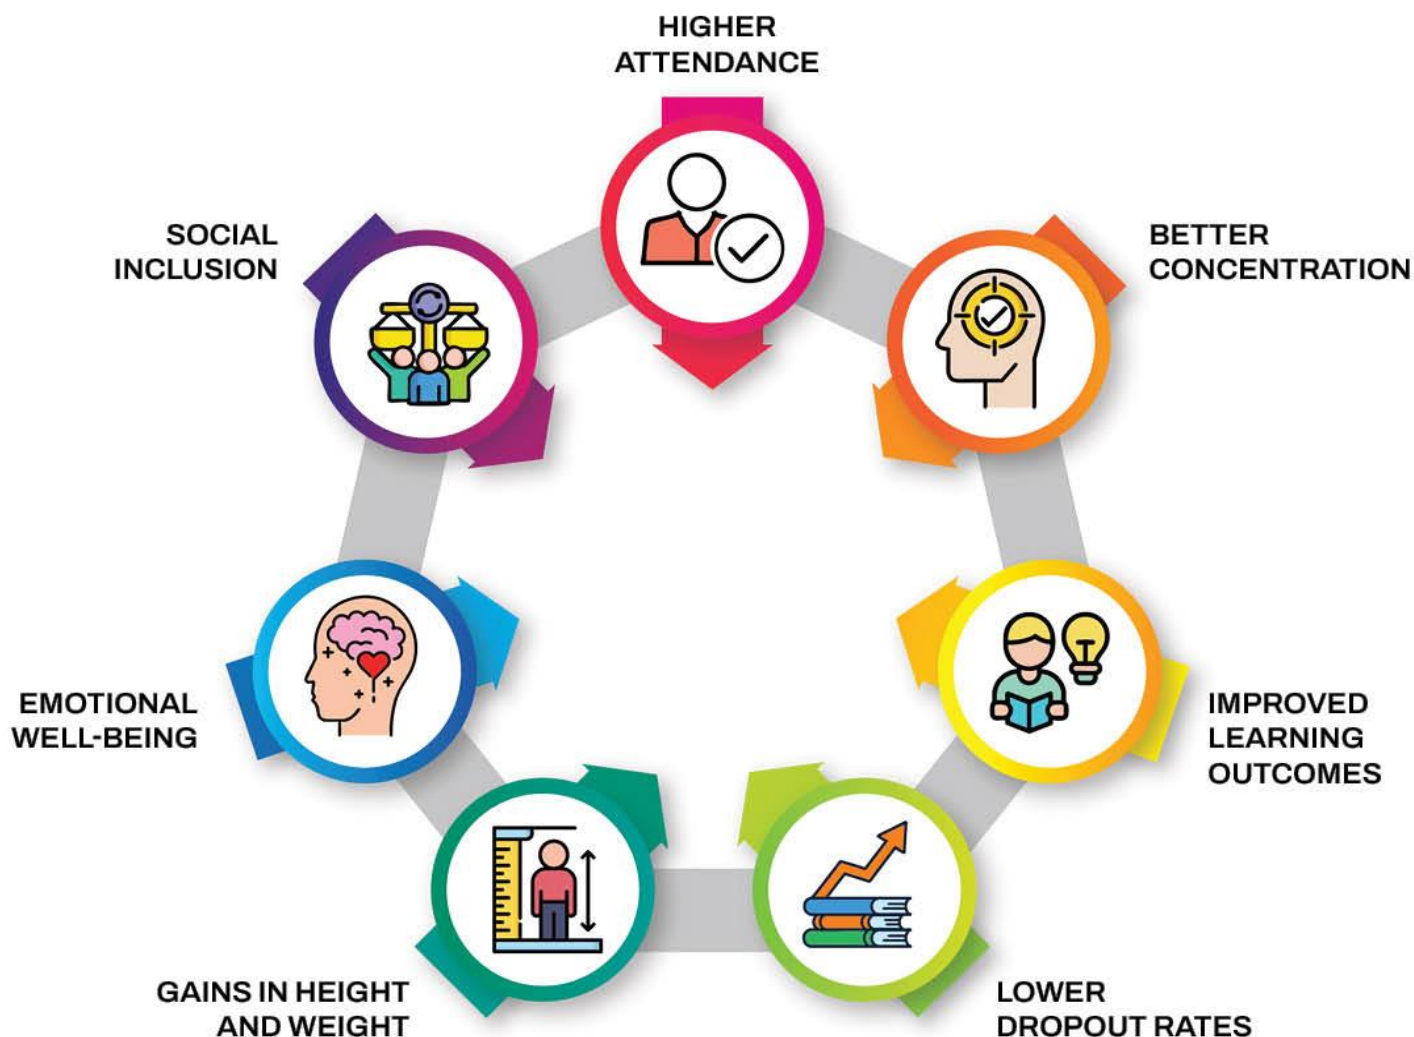 HIGHER
ATTENDANCE
BETTER
CONCENTRATION
IMPROVED
LEARNING
OUTCOMES
LOWER
DROPOUT RATES
GAINS IN HEIGHT
AND WEIGHT
EMOTIONAL
WELL-BEING
SOCIAL
INCLUSION